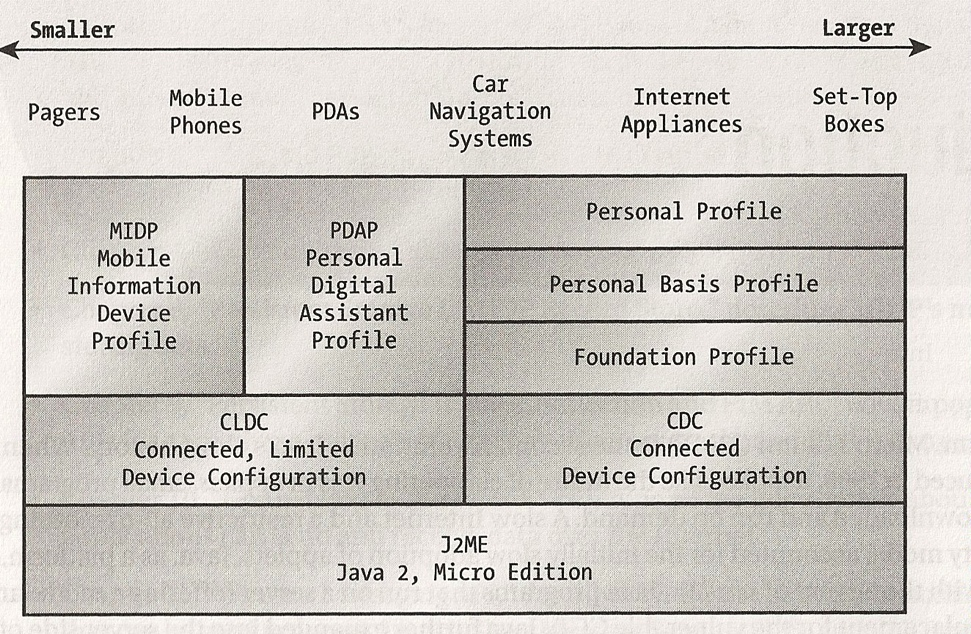 Smaller
Larger
Pagers
Mobile
Phones
PDAs
Car
Navigation
Systems
Internet
Appliances
Set-Top
Boxes
MIDP
Mobile
Information
Device
Profile
PDAP
Personal
Digital
Assistant
Profile
Personal Profile
Personal Basis Profile
Foundation Profile
CLDC
Connected, Limited
Device Configuration
CDC
Connected
Device Configuration
J2ME
Java 2, Micro Edition